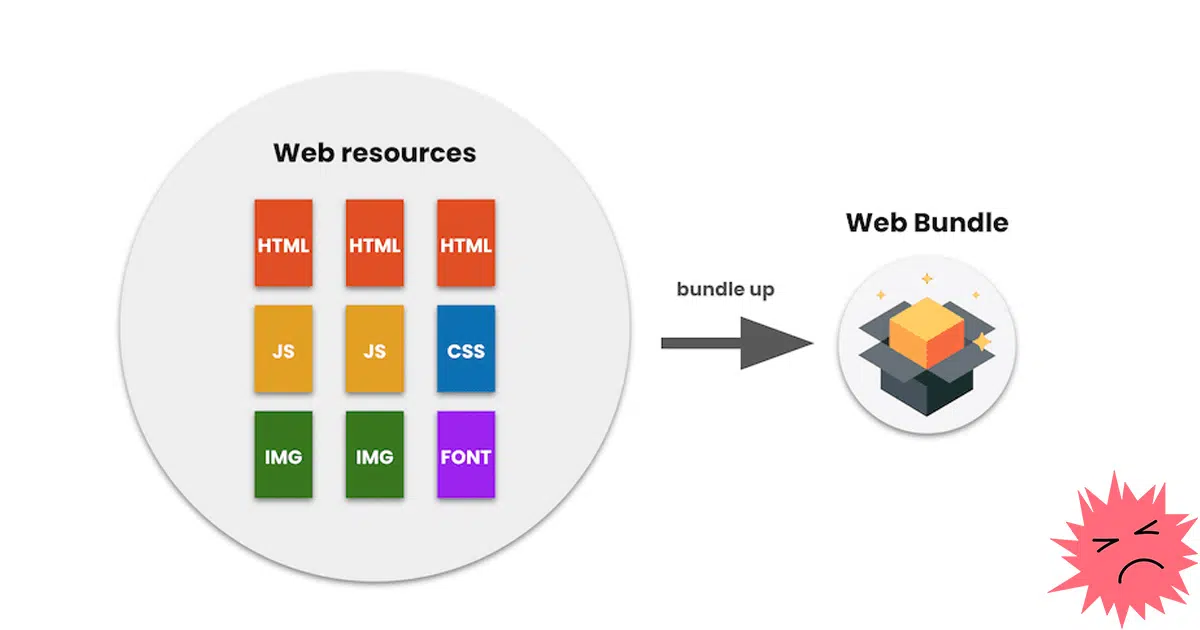 Web resources
HTML HTML HTML
JS JS CSS
IMG IMG FONT
bundle up
Web Bundle